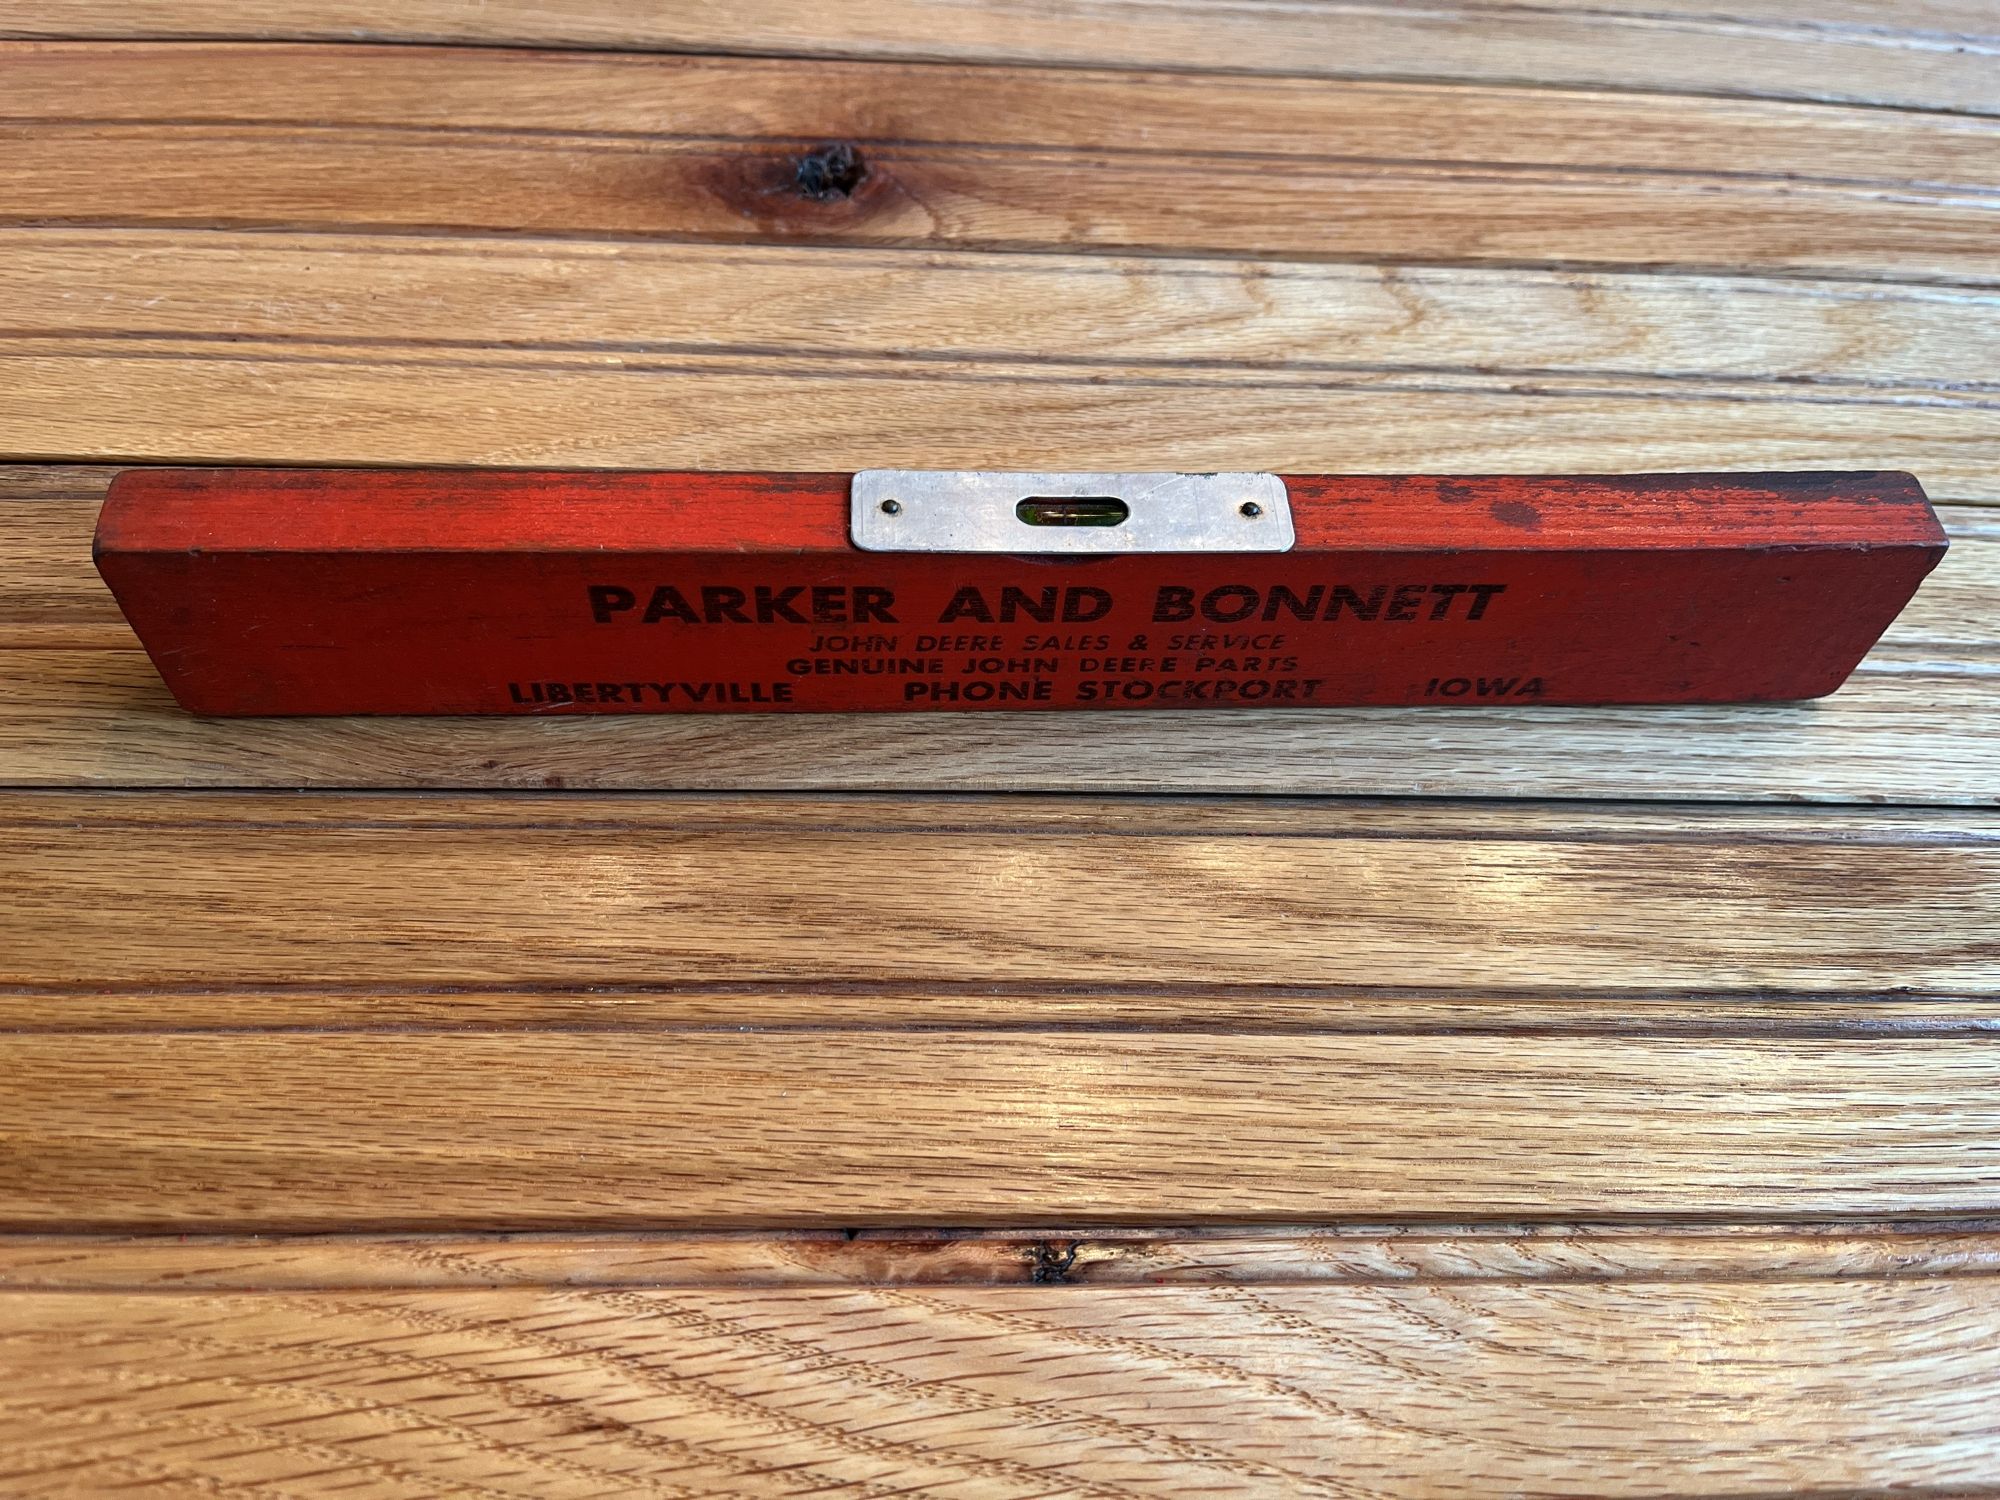 PARKER AND BONNETT
JOHN DEERE SALES & SERVICE
GENUINE JOHN DEERE PARTS
LIBERTYVILLE PHONE STOCKPORT IOWA